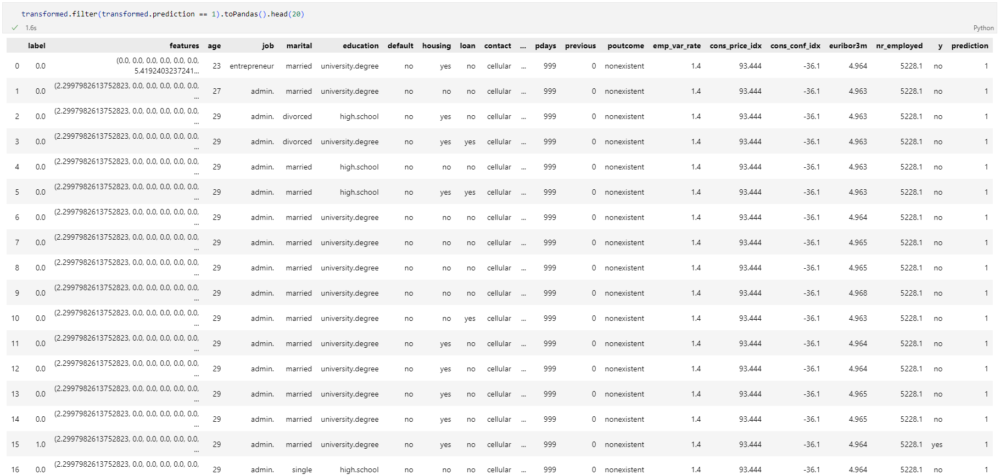 transformed.filter(transformed.prediction == 1).toPandas().head(20)
1.6s Python
label features age job marital education default housing loan contact ... pdays previous poutcome emp_var_rate cons_price_idx cons_conf_idx euribor3m nr_employed y prediction
(0.0, 0.0, 0.0, 0.0, 0.0, 0.0,
0 0.0 5.4192403237241... 23 entrepreneur married university.degree no yes no cellular ... 999 0 nonexistent 1.4 93.444 -36.1 4.964 5228.1 no 1
(2.2997982613752823, 0.0, 0.0, 0.0, 0.0, 0.0,
1 0.0 ... 27 admin. married university.degree no no no cellular ... 999 0 nonexistent 1.4 93.444 -36.1 4.963 5228.1 no 1
(2.2997982613752823, 0.0, 0.0, 0.0, 0.0, 0.0,
2 0.0 ... 29 admin. divorced high.school no yes no cellular ... 999 0 nonexistent 1.4 93.444 -36.1 4.963 5228.1 no 1
(2.2997982613752823, 0.0, 0.0, 0.0, 0.0, 0.0,
3 0.0 ... 29 admin. divorced university.degree no yes yes cellular ... 999 0 nonexistent 1.4 93.444 -36.1 4.963 5228.1 no 1
(2.2997982613752823, 0.0, 0.0, 0.0, 0.0, 0.0,
4 0.0 ... 29 admin. married high.school no no no cellular ... 999 0 nonexistent 1.4 93.444 -36.1 4.963 5228.1 no 1
(2.2997982613752823, 0.0, 0.0, 0.0, 0.0, 0.0,
5 0.0 ... 29 admin. married high.school no yes yes cellular ... 999 0 nonexistent 1.4 93.444 -36.1 4.963 5228.1 no 1
(2.2997982613752823, 0.0, 0.0, 0.0, 0.0, 0.0,
6 0.0 ... 29 admin. married university.degree no no no cellular ... 999 0 nonexistent 1.4 93.444 -36.1 4.964 5228.1 no 1
(2.2997982613752823, 0.0, 0.0, 0.0, 0.0, 0.0,
7 0.0 ... 29 admin. married university.degree no no no cellular ... 999 0 nonexistent 1.4 93.444 -36.1 4.965 5228.1 no 1
(2.2997982613752823, 0.0, 0.0, 0.0, 0.0, 0.0,
8 0.0 ... 29 admin. married university.degree no no no cellular ... 999 0 nonexistent 1.4 93.444 -36.1 4.965 5228.1 no 1
(2.2997982613752823, 0.0, 0.0, 0.0, 0.0, 0.0,
9 0.0 ... 29 admin. married university.degree no no no cellular ... 999 0 nonexistent 1.4 93.444 -36.1 4.968 5228.1 no 1
(2.2997982613752823, 0.0, 0.0, 0.0, 0.0, 0.0,
10 0.0 ... 29 admin. married university.degree no no yes cellular ... 999 0 nonexistent 1.4 93.444 -36.1 4.963 5228.1 no 1
(2.2997982613752823, 0.0, 0.0, 0.0, 0.0, 0.0,
11 0.0 ... 29 admin. married university.degree no yes no cellular ... 999 0 nonexistent 1.4 93.444 -36.1 4.964 5228.1 no 1
(2.2997982613752823, 0.0, 0.0, 0.0, 0.0, 0.0,
12 0.0 ... 29 admin. married university.degree no yes no cellular ... 999 0 nonexistent 1.4 93.444 -36.1 4.964 5228.1 no 1
(2.2997982613752823, 0.0, 0.0, 0.0, 0.0, 0.0,
13 0.0 ... 29 admin. married university.degree no yes no cellular ... 999 0 nonexistent 1.4 93.444 -36.1 4.965 5228.1 no 1
(2.2997982613752823, 0.0, 0.0, 0.0, 0.0, 0.0,
14 0.0 ... 29 admin. married university.degree no yes no cellular ... 999 0 nonexistent 1.4 93.444 -36.1 4.965 5228.1 no 1
(2.2997982613752823, 0.0, 0.0, 0.0, 0.0, 0.0,
15 1.0 ... 29 admin. married university.degree no yes no cellular ... 999 0 nonexistent 1.4 93.444 -36.1 4.964 5228.1 yes 1
(2.2997982613752823, 0.0, 0.0, 0.0, 0.0, 0.0,
16 0.0 29 admin. single high.school no no no cellular ... 999 0 nonexistent 1.4 93.444 -36.1 4.964 5228.1 no 1